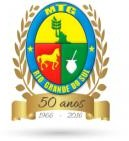 MTG
RIO GRANDE DO SUL
50 anos
1966 - 2016